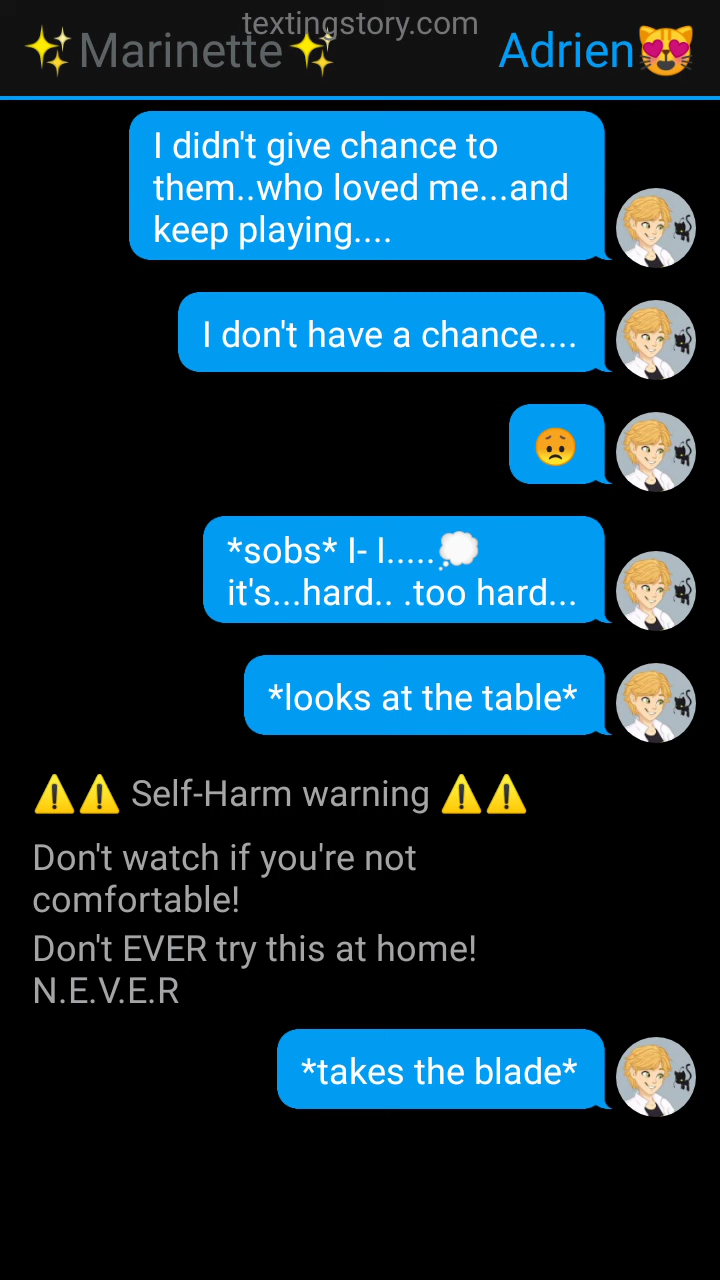 textingstory.com
✨Marinette✨ Adrien😻
I didn't give chance to
them..who loved me...and
keep playing....
I don't have a chance....
😞
*sobs* I- I.....💭
it's...hard.. .too hard...
*looks at the table*
⚠️⚠️ Self-Harm warning ⚠️⚠️
Don't watch if you're not
comfortable!
Don't EVER try this at home!
N.E.V.E.R
*takes the blade*